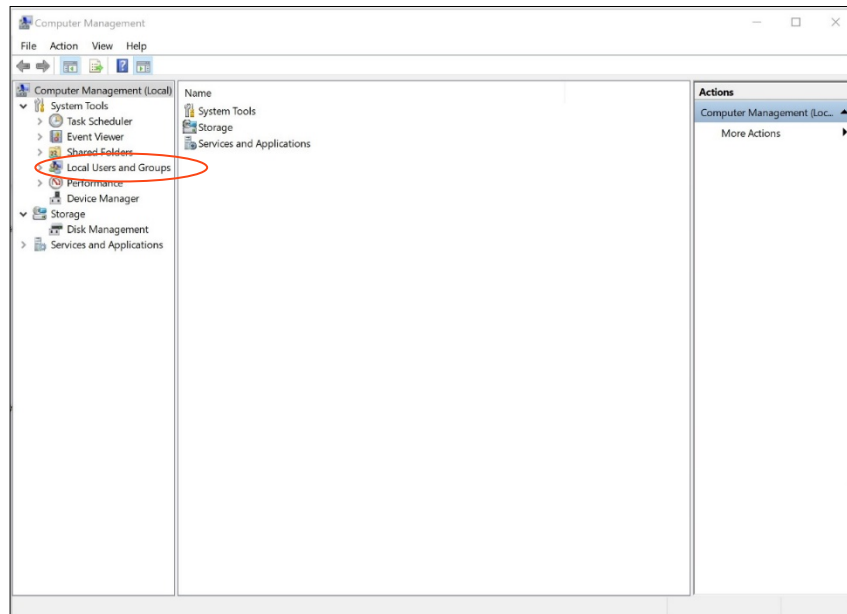 Computer Management
File Action View Help
Computer Management (Local)
System Tools
Task Scheduler
Event Viewer
Shared Folders
Local Users and Groups
Performance
Device Manager
Storage
Disk Management
Services and Applications
Name
System Tools
Storage
Services and Applications
Actions
Computer Management (Loc...
More Actions